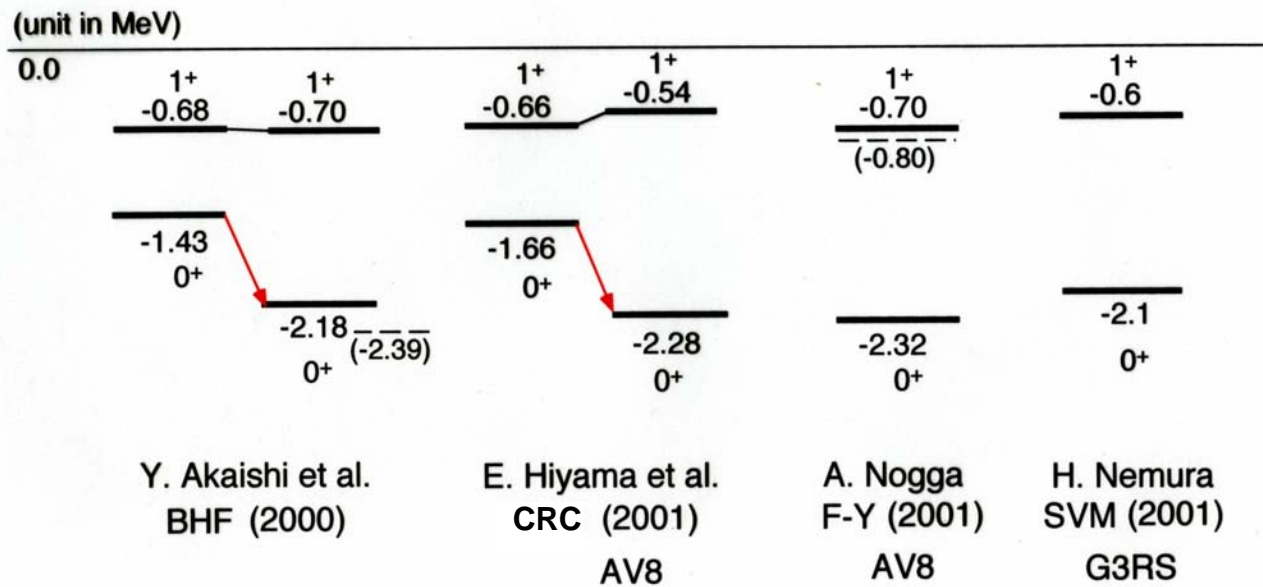 (unit in MeV)
0.0
1+ 1+ 1+ 1+ 1+ 1+
-0.68 -0.70 -0.66 -0.54 -0.70 -0.6
(-0.80)
-1.43 -1.66
0+ 0+
-2.18 (-2.39) -2.28 -2.32 -2.1
0+ 0+ 0+ 0+
Y. Akaishi et al. E. Hiyama et al. A. Nogga H. Nemura
BHF (2000) CRC (2001) F-Y (2001) SVM (2001)
AV8 AV8 G3RS